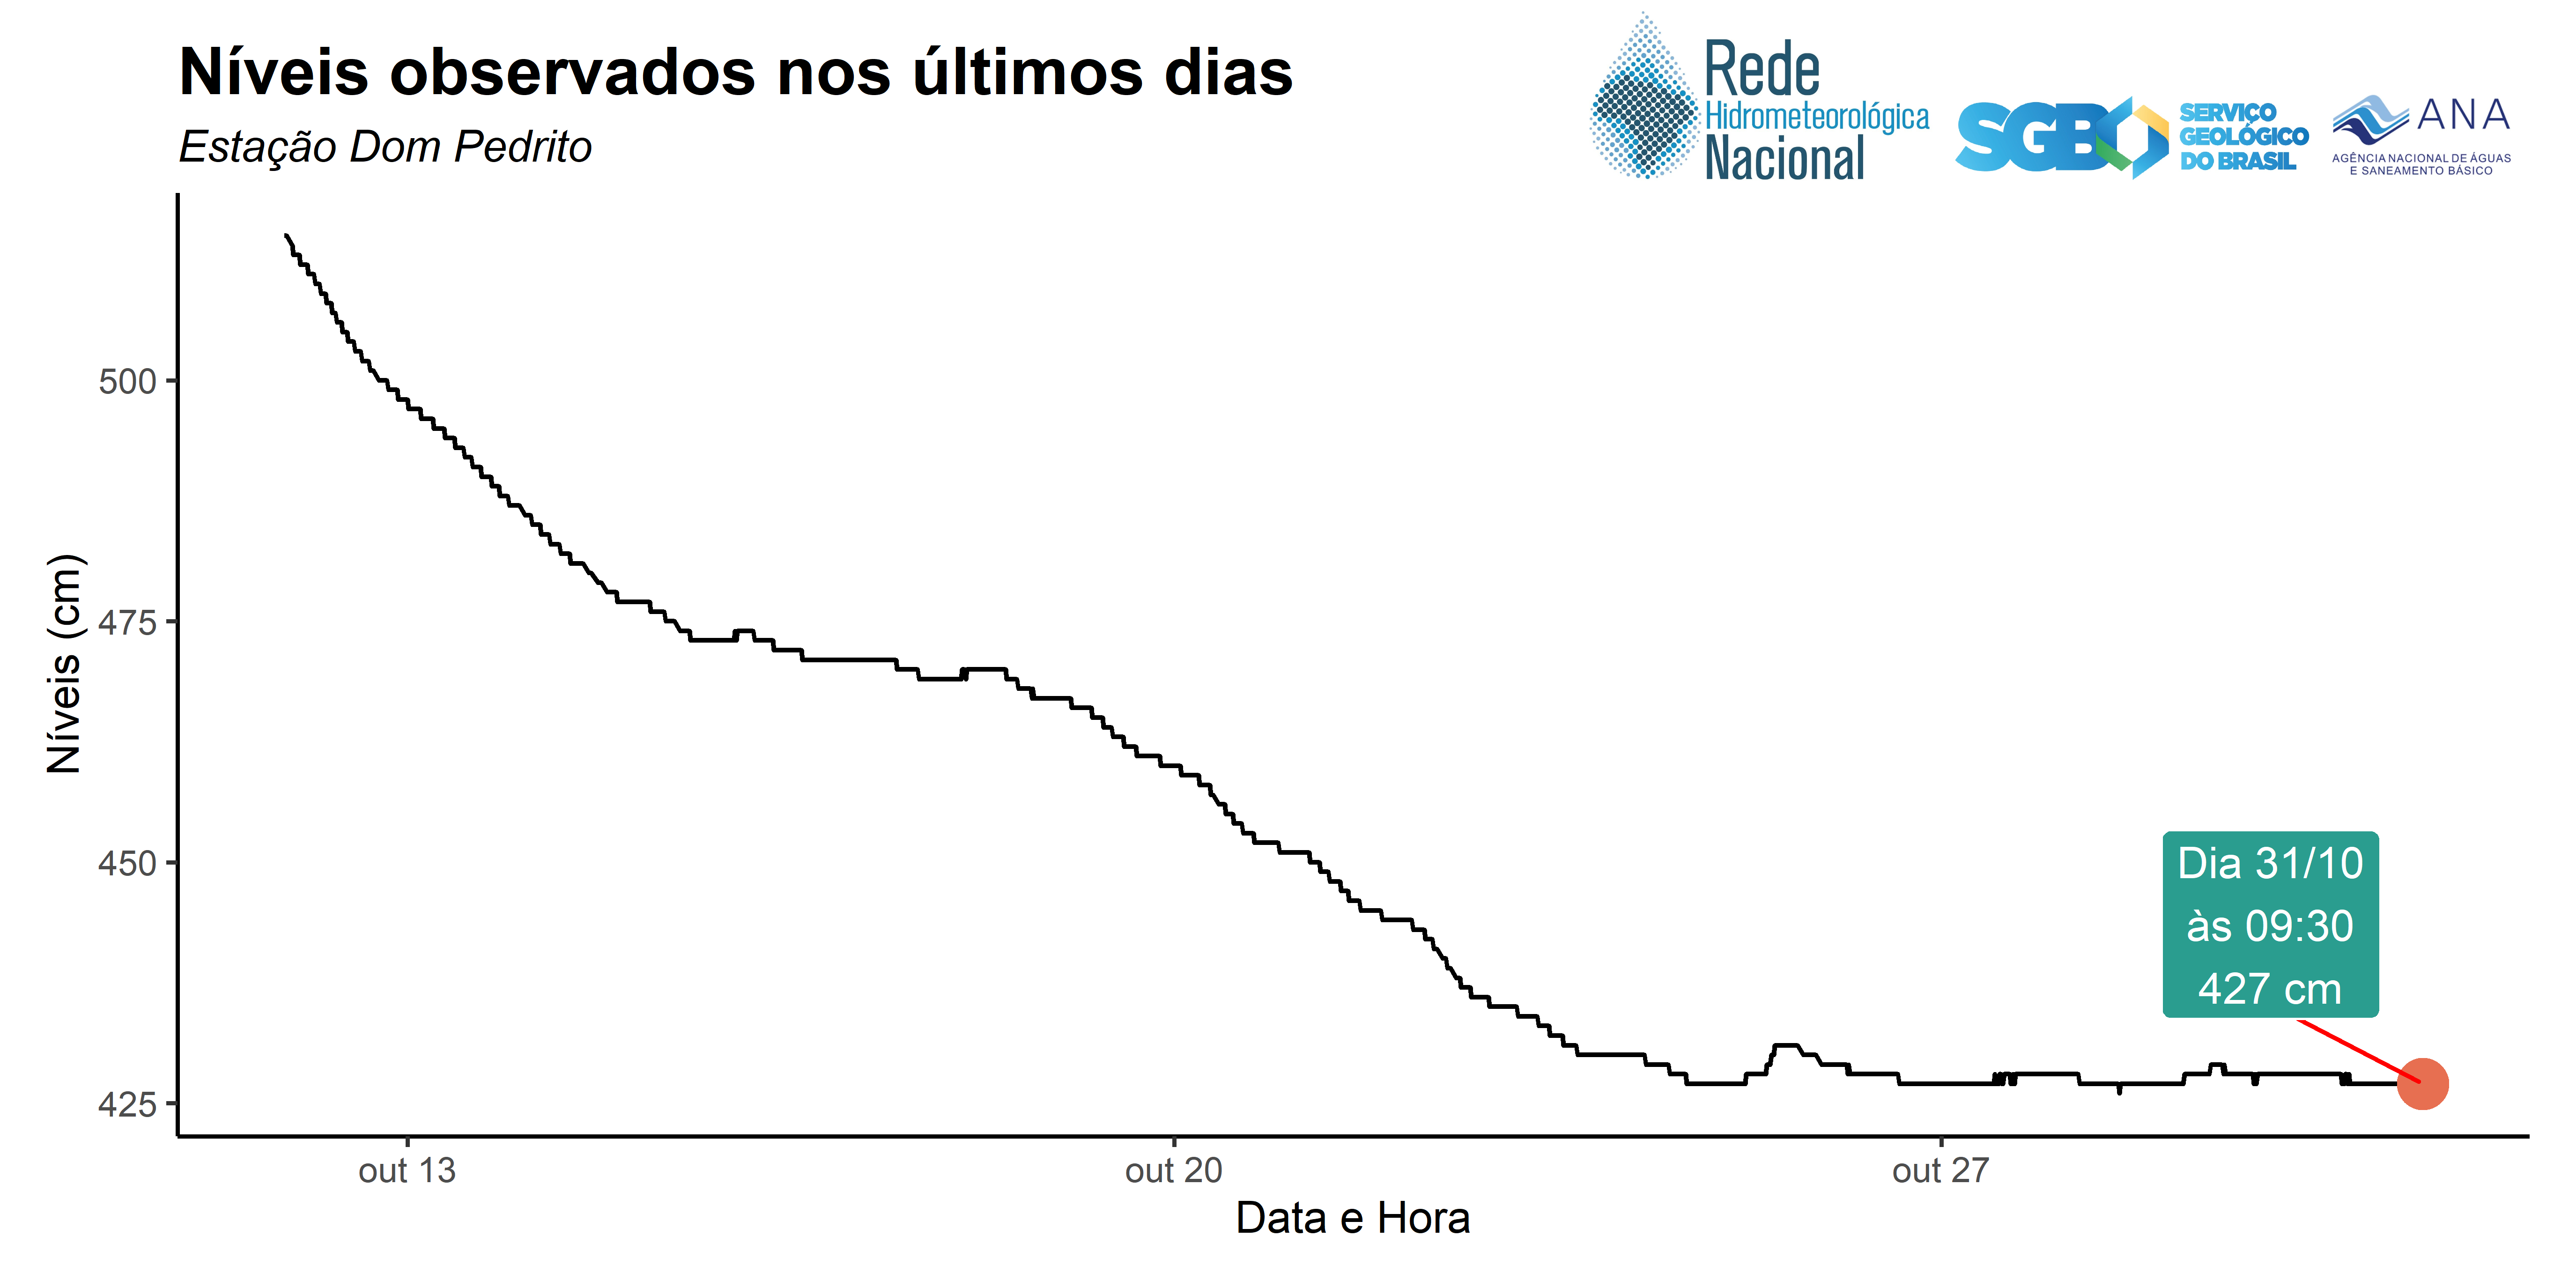 Níveis observados nos últimos dias
Estação Dom Pedrito
Rede
Hidrometeorológica
Nacional
SGB
SERVIÇO
GEOLÓGICO
DO BRASIL
ANA
AGÊNCIA NACIONAL DE ÁGUAS
E SANEAMENTO BÁSICO
Níveis (cm)
500
475
450
425
Dia 31/10
às 09:30
427 cm
out 13
out 20
out 27
Data e Hora